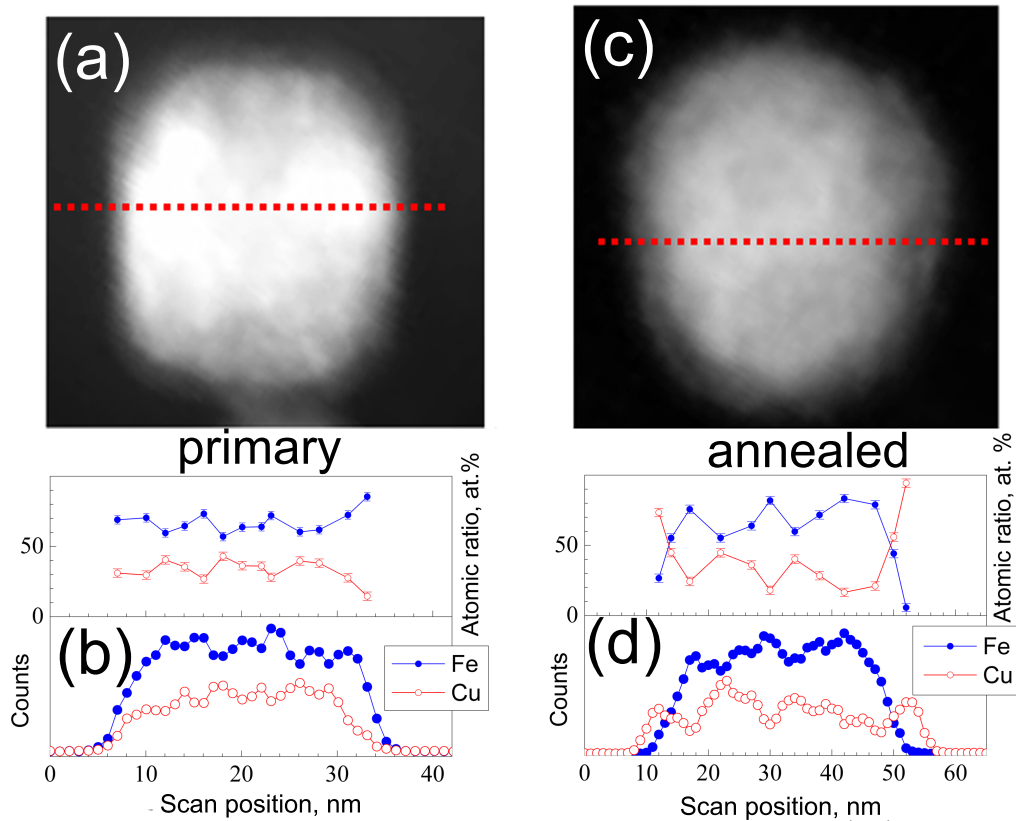 (a)
(c)
primary
annealed
50
0
Atomic ratio, at.%
50
0
Atomic ratio, at. %
(b)
Counts
Fe
Cu
0 10 20 30 40
Scan position, nm
(d)
Counts
Fe
Cu
0 10 20 30 40 50 60
Scan position, nm